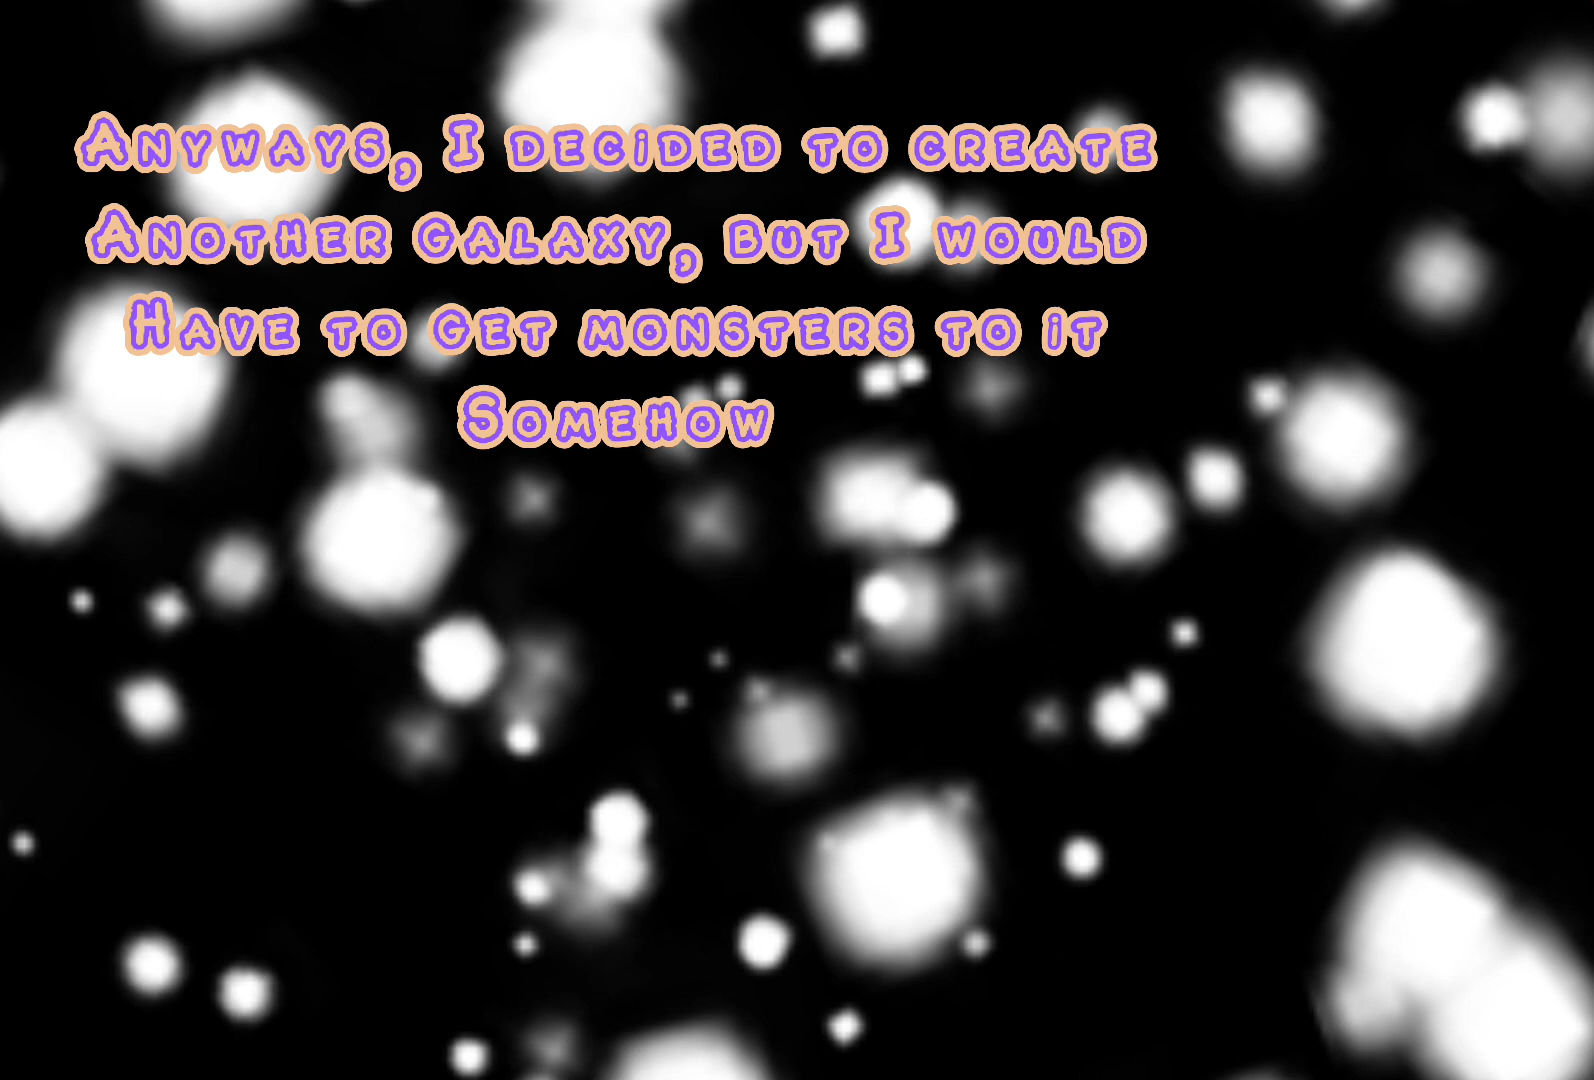 Anyways, I decided to create
Another Galaxy, but I would
Have to Get monsters to it
Somehow